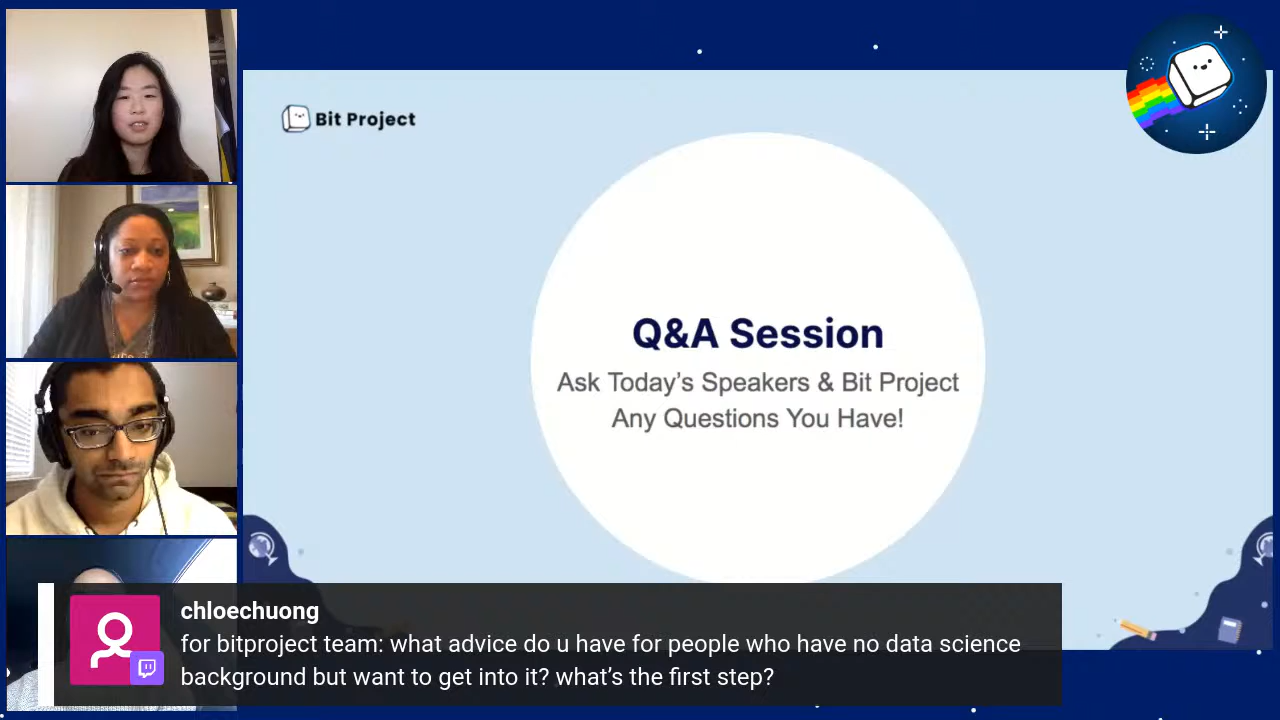 Bit Project
Q&A Session
Ask Today's Speakers & Bit Project
Any Questions You Have!
chloechuong
for bitproject team: what advice do u have for people who have no data science
background but want to get into it? what’s the first step?